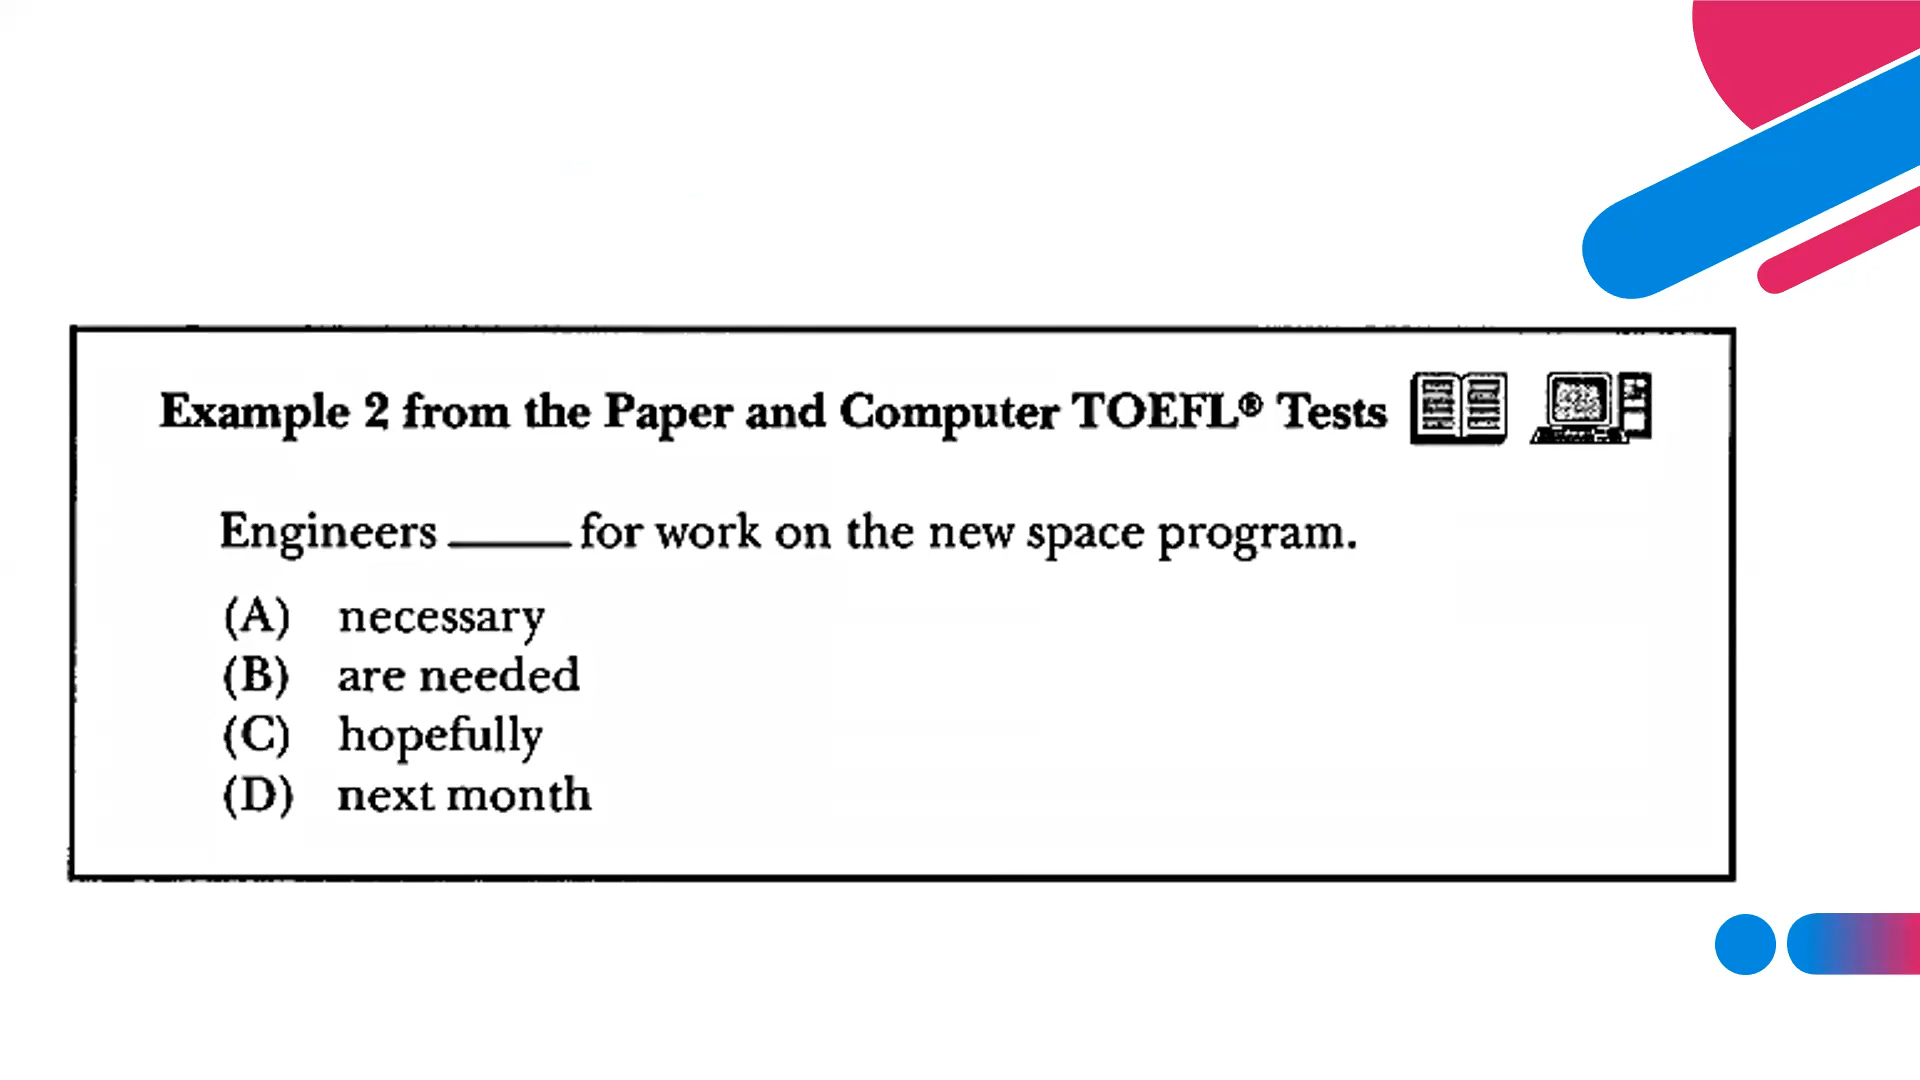 Example 2 from the Paper and Computer TOEFL® Tests
Engineers _____ for work on the new space program.
(A) necessary
(B) are needed
(C) hopefully
(D) next month